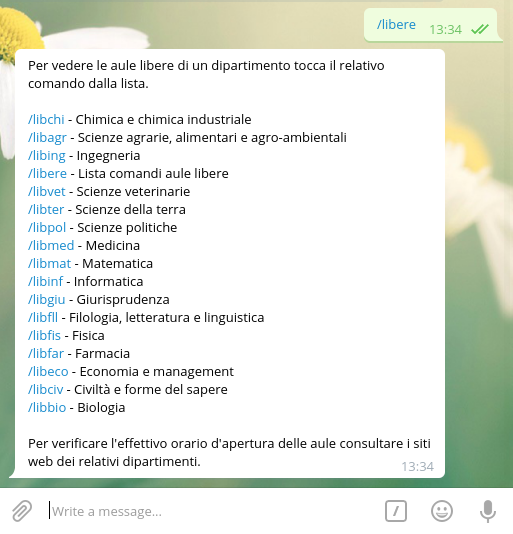 /libere
13:34
Per vedere le aule libere di un dipartimento tocca il relativo
comando dalla lista.
/libchi - Chimica e chimica industriale
/libagr - Scienze agrarie, alimentari e agro-ambientali
/libing - Ingegneria
/libere - Lista comandi aule libere
/libvet - Scienze veterinarie
/libter - Scienze della terra
/libpol - Scienze politiche
/libmed - Medicina
/libmat - Matematica
/libinf - Informatica
/libgiu - Giurisprudenza
/libfll - Filologia, letteratura e linguistica
/libfis - Fisica
/libfar - Farmacia
/libeco - Economia e management
/libciv - Civiltà e forme del sapere
/libbio - Biologia
Per verificare l'effettivo orario d'apertura delle aule consultare i siti
web dei relativi dipartimenti.
13:34
Write a message...